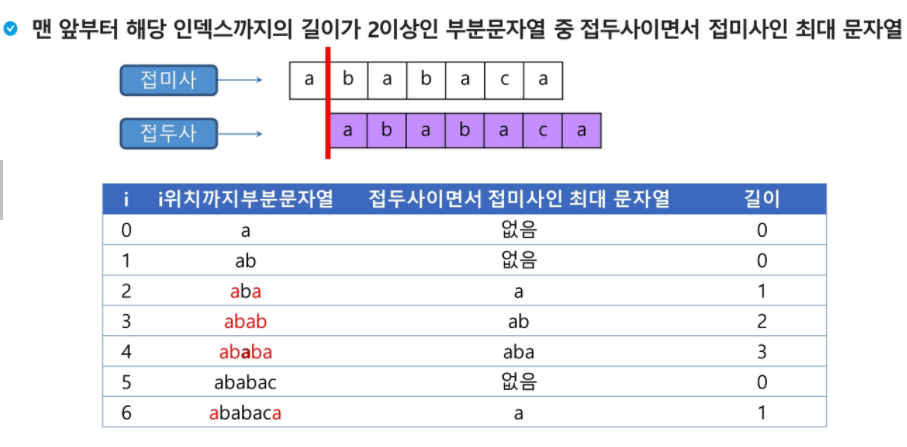 맨 앞부터 해당 인덱스까지의 길이가 2이상인 부분문자열 중 접두사이면서 접미사인 최대 문자열
접미사 a b a b a c a
접두사 a b a b a c a
i i위치까지부분문자열 접두사이면서 접미사인 최대 문자열 길이
0 a 없음 0
1 ab 없음 0
2 aba a 1
3 abab ab 2
4 ababa aba 3
5 ababac 없음 0
6 ababaca a 1